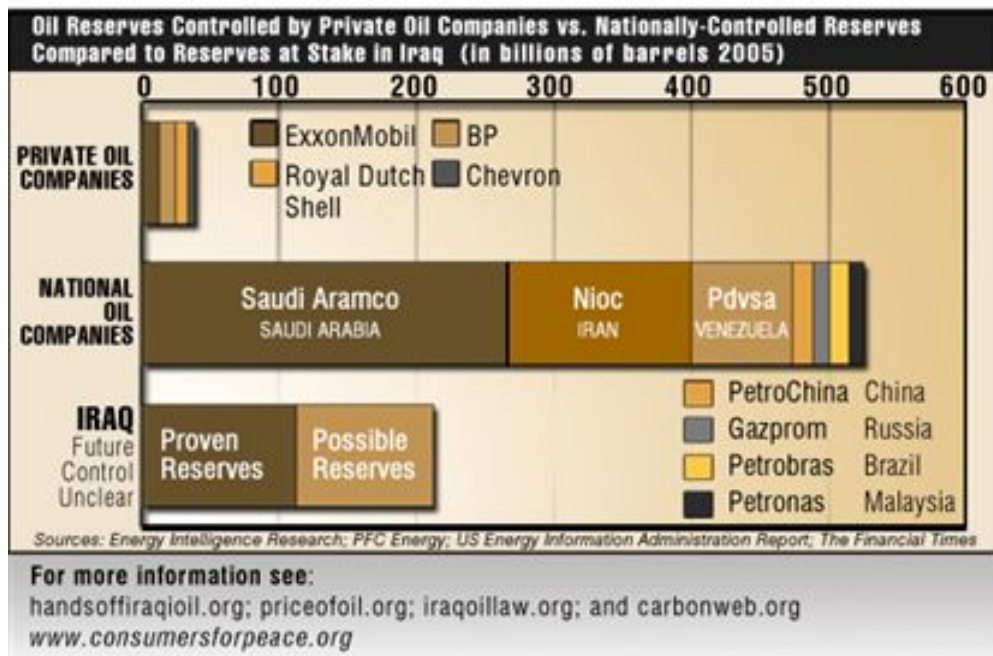 Oil Reserves Controlled by Private Oil Companies vs. Nationally-Controlled Reserves
Compared to Reserves at Stake in Iraq (in billions of barrels 2005)
0 100 200 300 400 500 600
PRIVATE OIL
COMPANIES
ExxonMobil BP
Royal Dutch Chevron
Shell
NATIONAL
OIL
COMPANIES
Saudi Aramco
SAUDI ARABIA
Nioc
IRAN
Pdvsa
VENEZUELA
IRAQ
Future
Control
Unclear
Proven
Reserves
Possible
Reserves
PetroChina China
Gazprom Russia
Petrobras Brazil
Petronas Malaysia
Sources: Energy Intelligence Research; PFC Energy; US Energy Information Administration Report; The Financial Times
For more information see:
handsoffiraqioil.org; priceofoil.org; iraqoillaw.org; and carbonweb.org
www.consumersforpeace.org